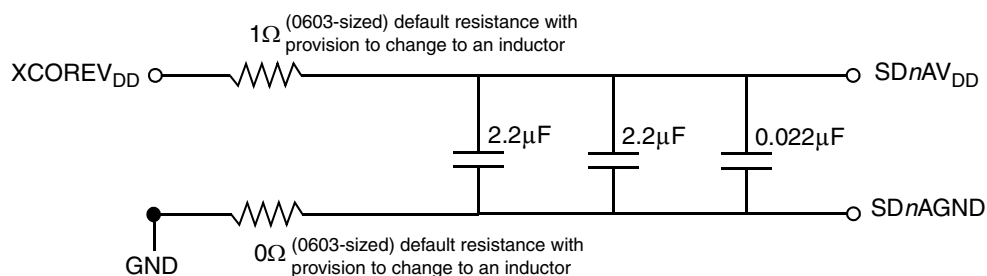 1Ω (0603-sized) default resistance with
provision to change to an inductor
XCOREVDD
SDnAVDD
2.2μF
2.2μF
0.022μF
SDnAGND
0Ω (0603-sized) default resistance with
provision to change to an inductor
GND